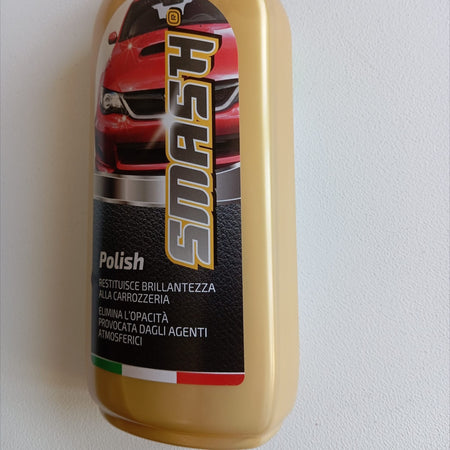 SMASH®
Polish
RESTITUISCE BRILLANTEZZA
ALLA CARROZZERIA
ELIMINA L'OPACITÀ
PROVOCATA DAGLI AGENTI
ATMOSFERICI